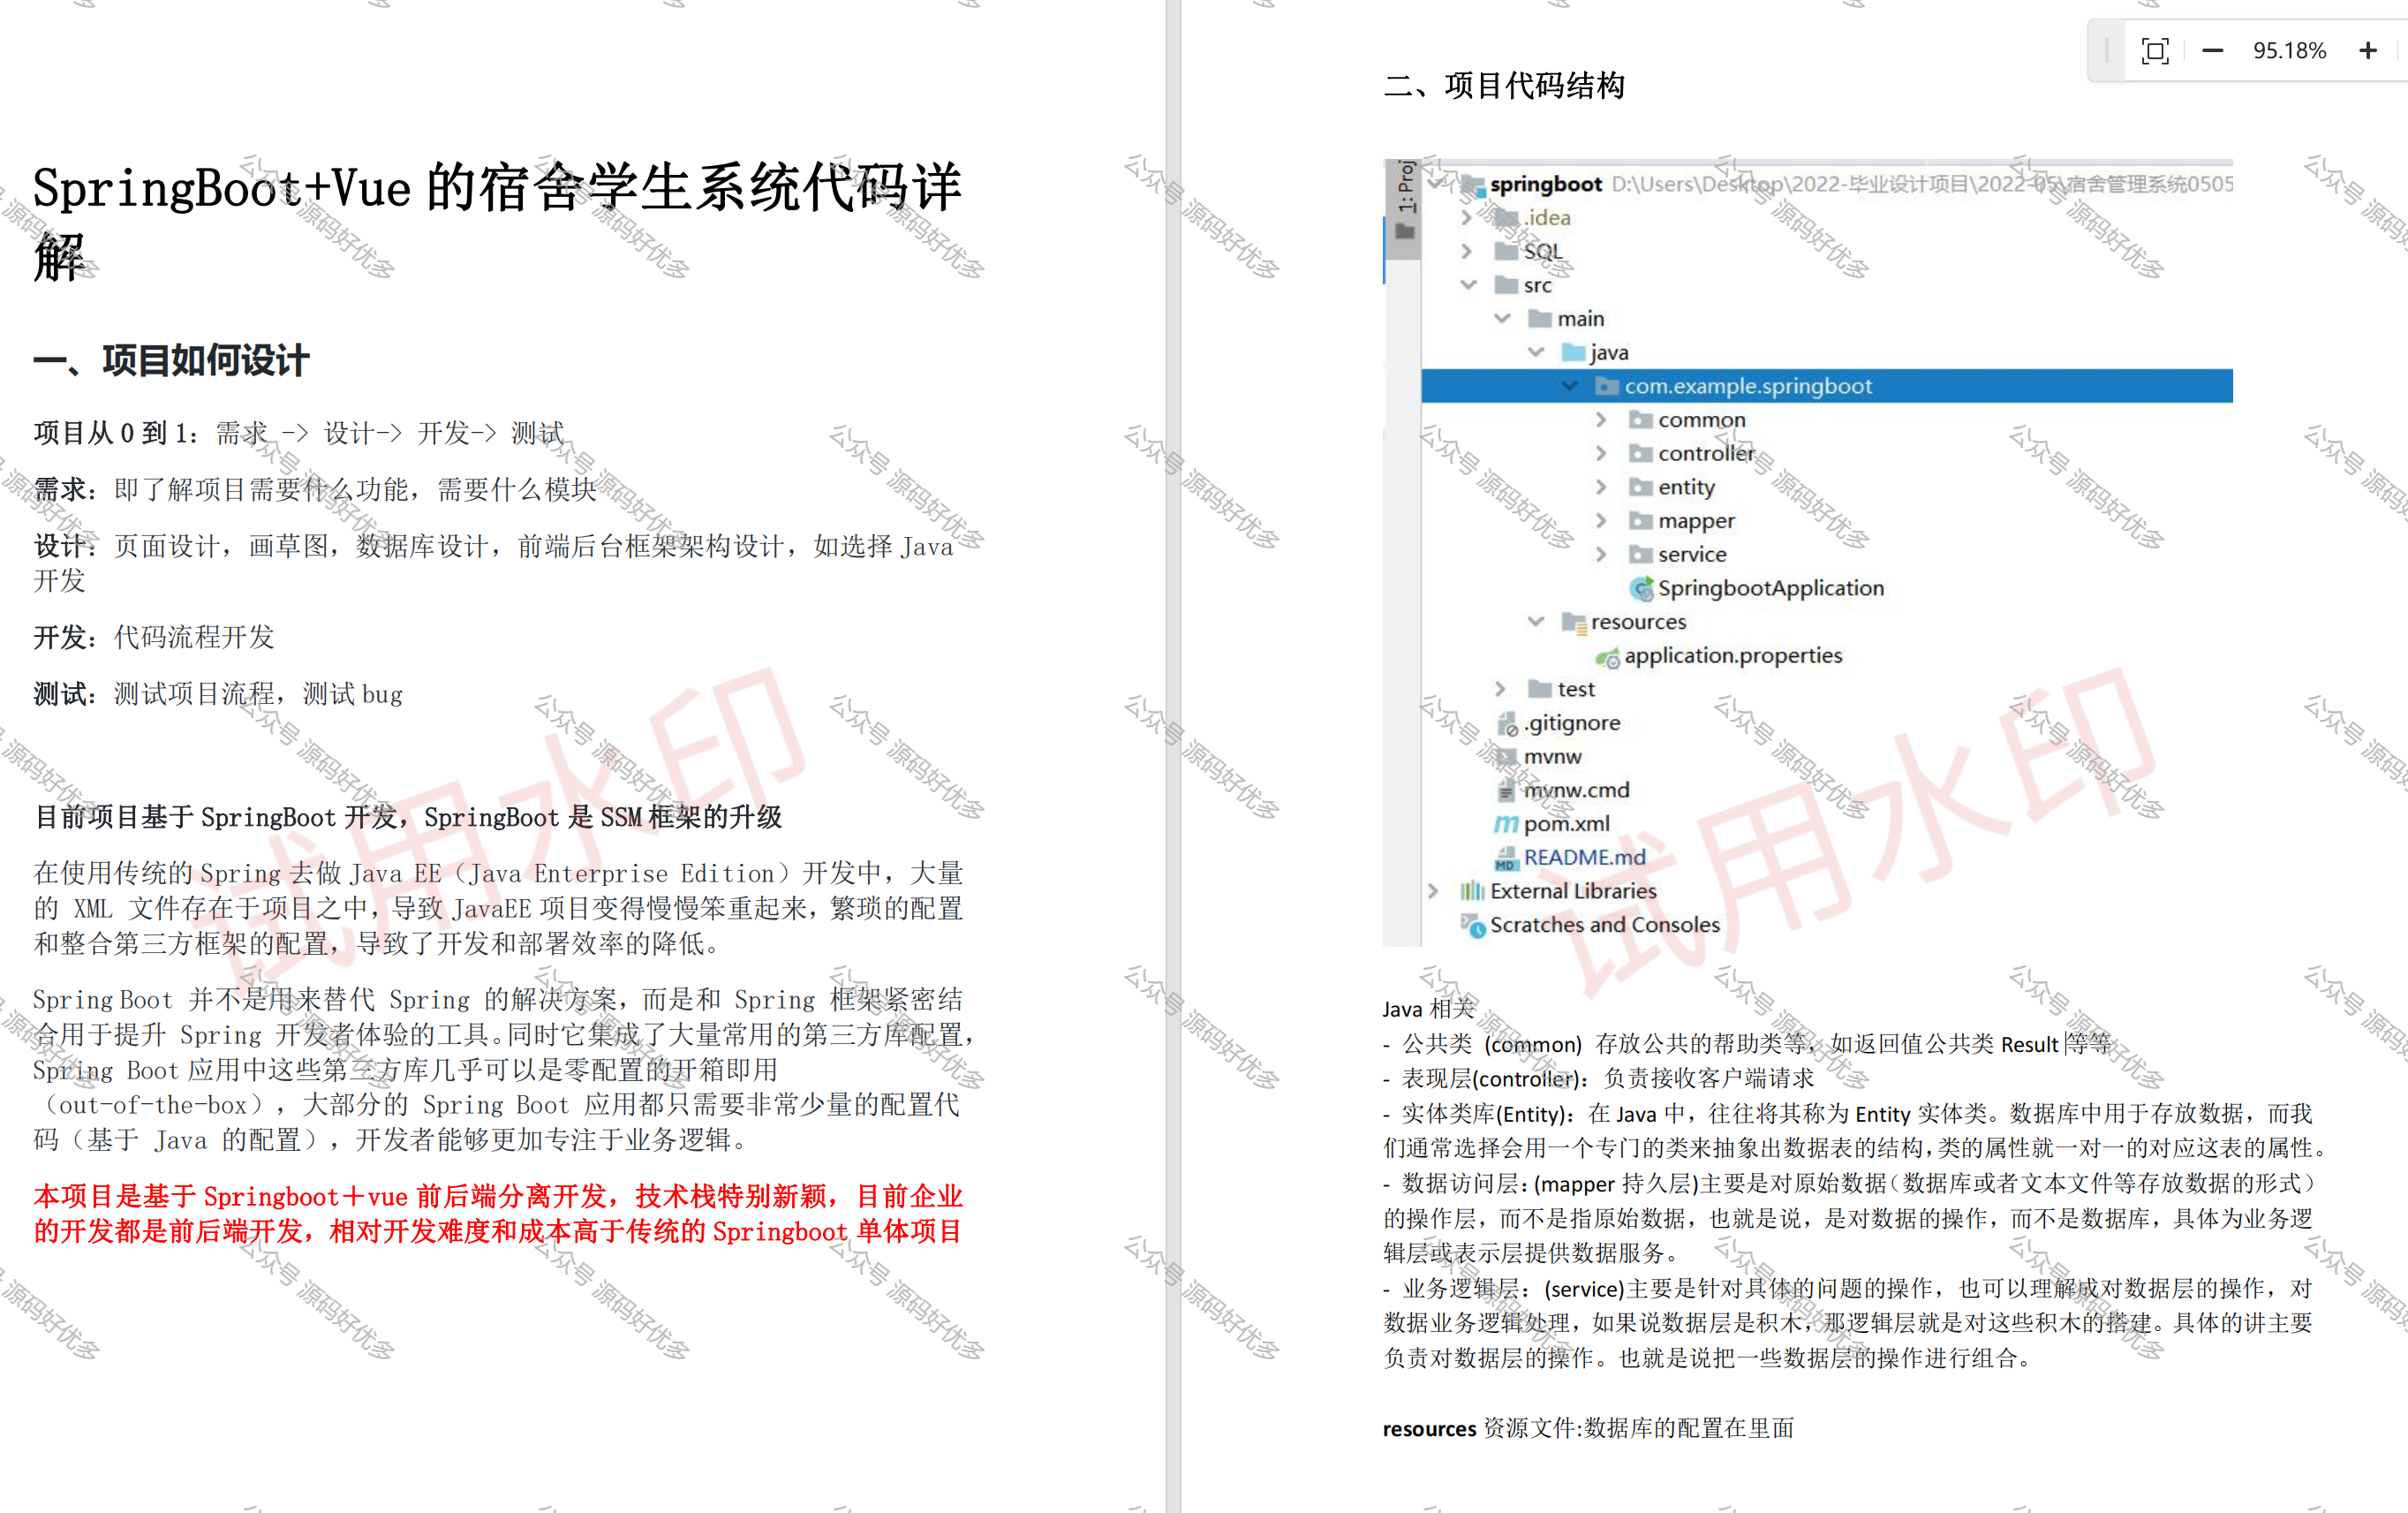 SpringBoot+Vue 的宿舍学生系统代码详
解
一、项目如何设计
项目从 0 到 1：需求 -> 设计-> 开发-> 测试
需求：即了解项目需要什么功能，需要什么模块
设计：页面设计，画草图，数据库设计，前端后台框架架构设计，如选择 Java
开发
开发：代码流程开发
测试：测试项目流程，测试 bug
目前项目基于 SpringBoot 开发，SpringBoot 是 SSM 框架的升级
在使用传统的 Spring 去做 Java EE（Java Enterprise Edition）开发中，大量
的 XML 文件存在于项目之中，导致 JavaEE 项目变得慢慢笨重起来，繁琐的配置
和整合第三方框架的配置，导致了开发和部署效率的降低。
Spring Boot 并不是用来替代 Spring 的解决方案，而是和 Spring 框架紧密结
合用于提升 Spring 开发者体验的工具。同时它集成了大量常用的第三方库配置，
Spring Boot 应用中这些第三方库几乎可以是零配置的开箱即用
（out-of-the-box），大部分的 Spring Boot 应用都只需要非常少量的配置代
码（基于 Java 的配置），开发者能够更加专注于业务逻辑。
本项目是基于 Springboot＋vue 前后端分离开发，技术栈特别新颖，目前企业
的开发都是前后端开发，相对开发难度和成本高于传统的 Springboot 单体项目
试用水印
95.18%
二、项目代码结构
1: Proj
springboot D:\Users\Desktop\2022-毕业设计项目\2022-05\宿舍管理系统0505
.idea
SQL
src
main
java
com.example.springboot
common
controller
entity
mapper
service
SpringbootApplication
resources
application.properties
test
.gitignore
mvnw
mvnw.cmd
pom.xml
README.md
External Libraries
Scratches and Consoles
Java 相关
- 公共类 (common) 存放公共的帮助类等，如返回值公共类 Result 等等
- 表现层(controller)：负责接收客户端请求
- 实体类库(Entity)：在 Java 中，往往将其称为 Entity 实体类。数据库中用于存放数据，而我
们通常选择会用一个专门的类来抽象出数据表的结构，类的属性就一对一的对应这表的属性。
- 数据访问层：(mapper 持久层)主要是对原始数据（数据库或者文本文件等存放数据的形式）
的操作层，而不是指原始数据，也就是说，是对数据的操作，而不是数据库，具体为业务逻
辑层或表示层提供数据服务。
- 业务逻辑层：(service)主要是针对具体的问题的操作，也可以理解成对数据层的操作，对
数据业务逻辑处理，如果说数据层是积木，那逻辑层就是对这些积木的搭建。具体的讲主要
负责对数据层的操作。也就是说把一些数据层的操作进行组合。
resources 资源文件:数据库的配置在里面
试用水印
公众号 源码好优多